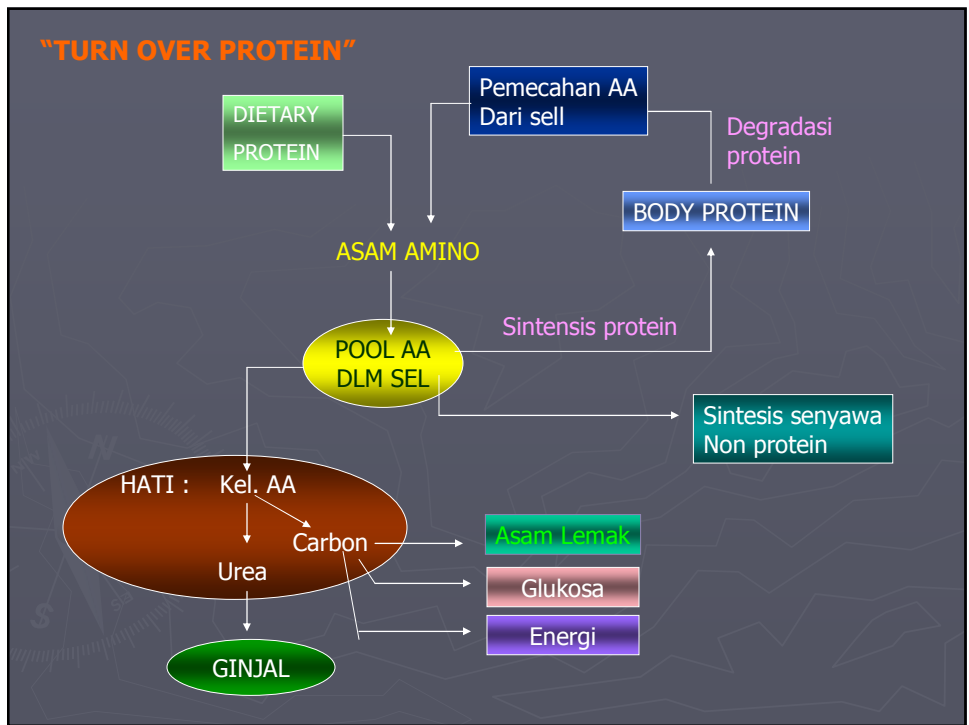 “TURN OVER PROTEIN”
DIETARY
PROTEIN
Pemecahan AA
Dari sell
Degradasi
protein
BODY PROTEIN
ASAM AMINO
Sintensis protein
POOL AA
DLM SEL
Sintesis senyawa
Non protein
HATI : Kel. AA
Carbon
Urea
Asam Lemak
Glukosa
Energi
GINJAL
N
S